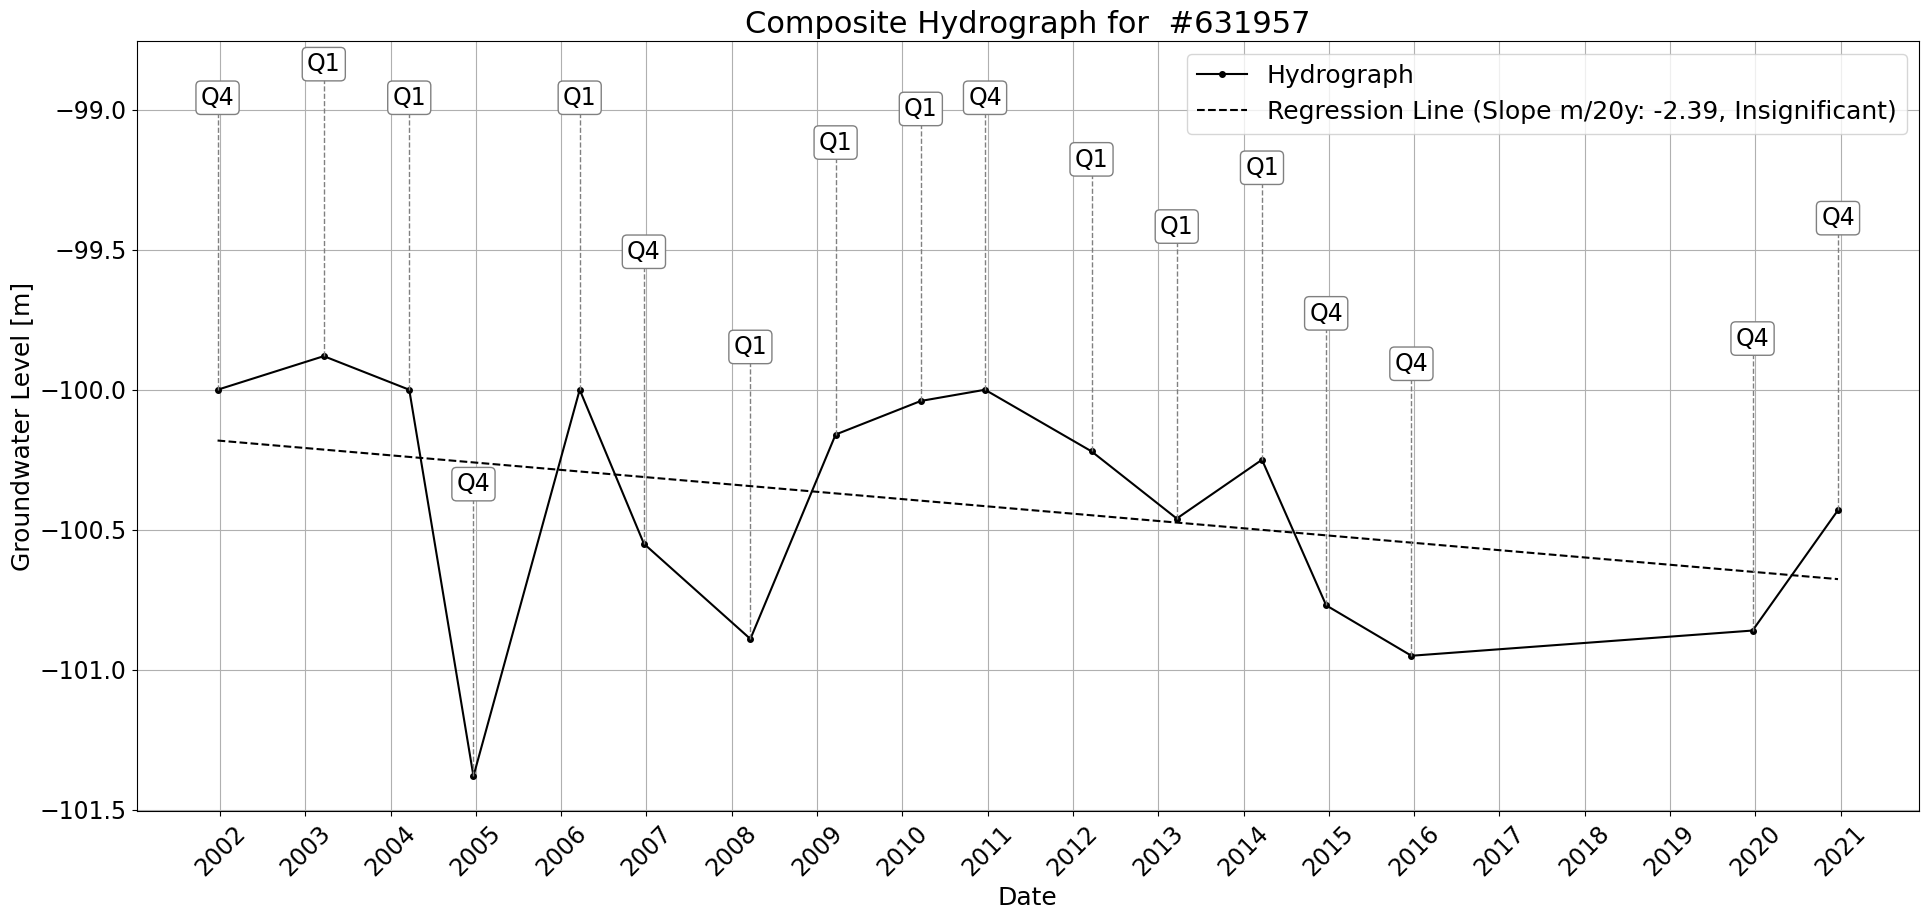 Composite Hydrograph for  #631957
Hydrograph
Regression Line (Slope m/20y: -2.39, Insignificant)
Q4
Q1
Q1
Q4
Q1
Q4
Q1
Q1
Q1
Q4
Q1
Q1
Q1
Q4
Q4
Q4
Q4
Groundwater Level [m]
−99.0
−99.5
−100.0
−100.5
−101.0
−101.5
2002
2003
2004
2005
2006
2007
2008
2009
2010
2011
2012
2013
2014
2015
2016
2017
2018
2019
2020
2021
Date